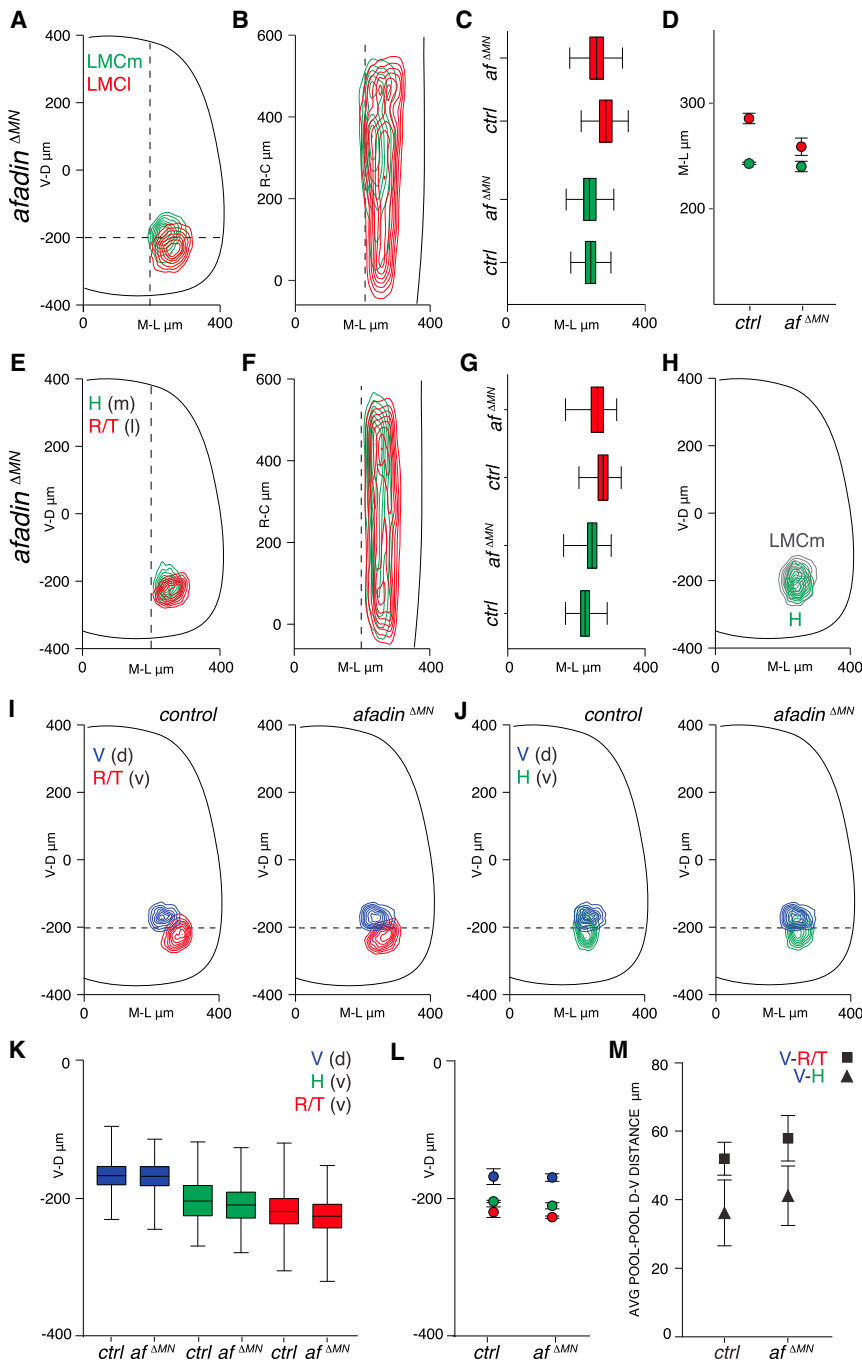 A
B
C
D
afadin ΔMN
LMCm
LMCl
V-D µm
400
200
0
-200
-400
0
400
M-L µm
R-C µm
600
400
200
0
400
M-L µm
af ΔMN
ctrl
af ΔMN
ctrl
0
400
M-L µm
M-L µm
300
200
ctrl
af ΔMN
E
F
G
H
afadin ΔMN
H (m)
R/T (l)
V-D µm
400
200
0
-200
-400
0
400
M-L µm
R-C µm
600
400
600
200
0
400
M-L µm
af ΔMN
ctrl
af ΔMN
ctrl
0
400
M-L µm
V-D µm
400
200
0
-200
-400
LMCm
H
0
400
M-L µm
I
control
afadin ΔMN
J
control
afadin ΔMN
V (d)
R/T (v)
V-D µm
400
200
0
-200
-400
0
400
M-L µm
V-D µm
400
200
0
-200
-400
0
400
M-L µm
V (d)
H (v)
V-D µm
400
200
0
-200
-400
0
400
M-L µm
V-D µm
400
200
0
-200
-400
0
400
M-L µm
K
V (d)
H (v)
R/T (v)
V-D µm
0
-200
-400
ctrl
af ΔMN
ctrl
af ΔMN
ctrl
af ΔMN
L
V-D µm
0
-200
-400
ctrl
af ΔMN
M
V-R/T
V-H
AVG POOL-POOL D-V DISTANCE µm
80
60
40
20
0
ctrl
af ΔMN